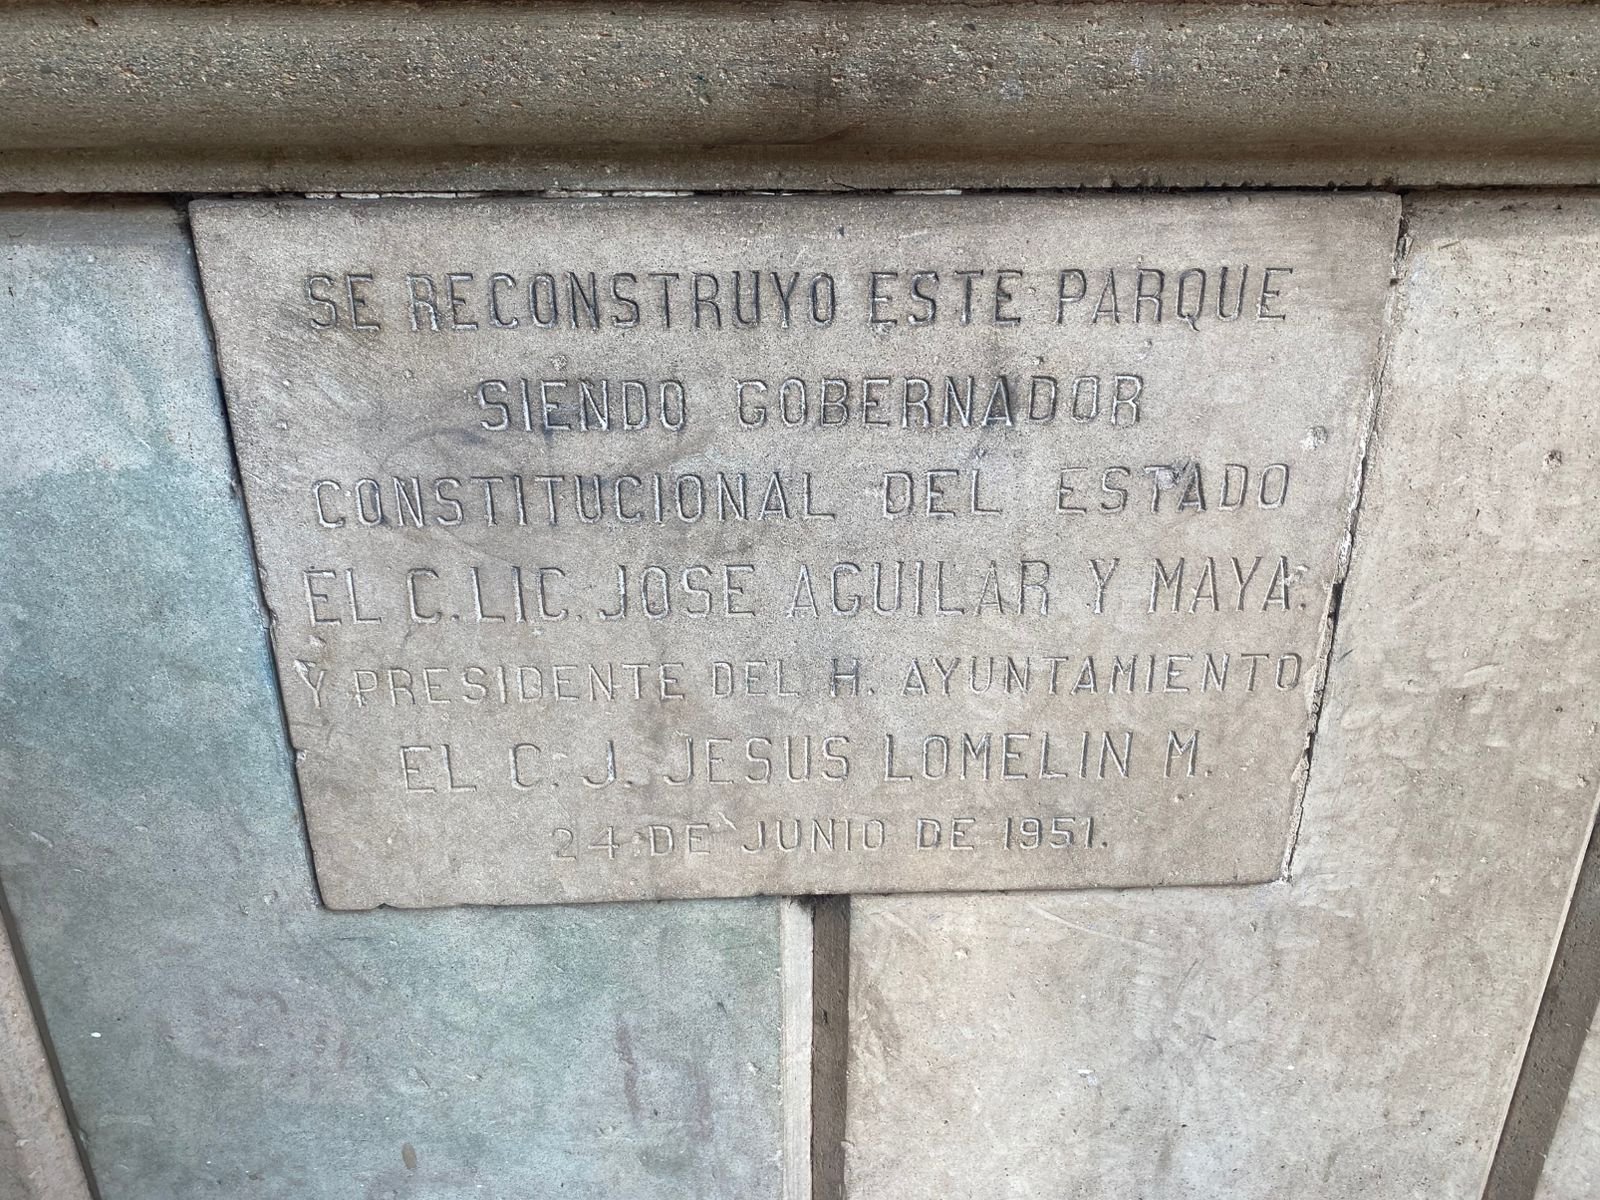 SE RECONSTRUYO ESTE PARQUE
SIENDO GOBERNADOR
CONSTITUCIONAL DEL ESTADO
EL C. LIC. JOSE AGUILAR Y MAYA.
Y PRESIDENTE DEL H. AYUNTAMIENTO
EL C. J. JESUS LOMELIN M.
24 DE JUNIO DE 1951.